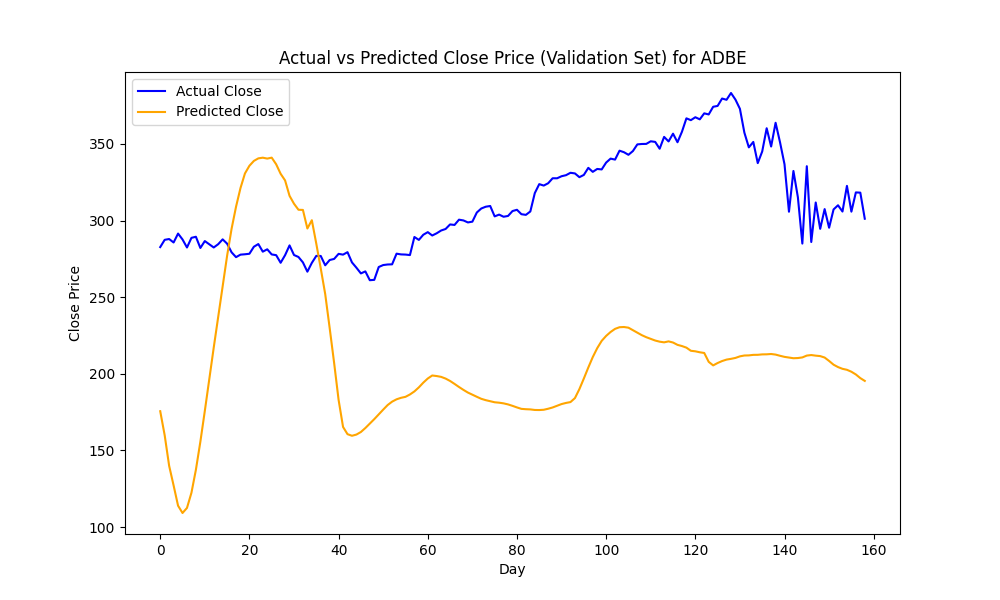 Actual vs Predicted Close Price (Validation Set) for ADBE
Actual Close
Predicted Close
Close Price
350
300
250
200
150
100
0 20 40 60 80 100 120 140 160
Day